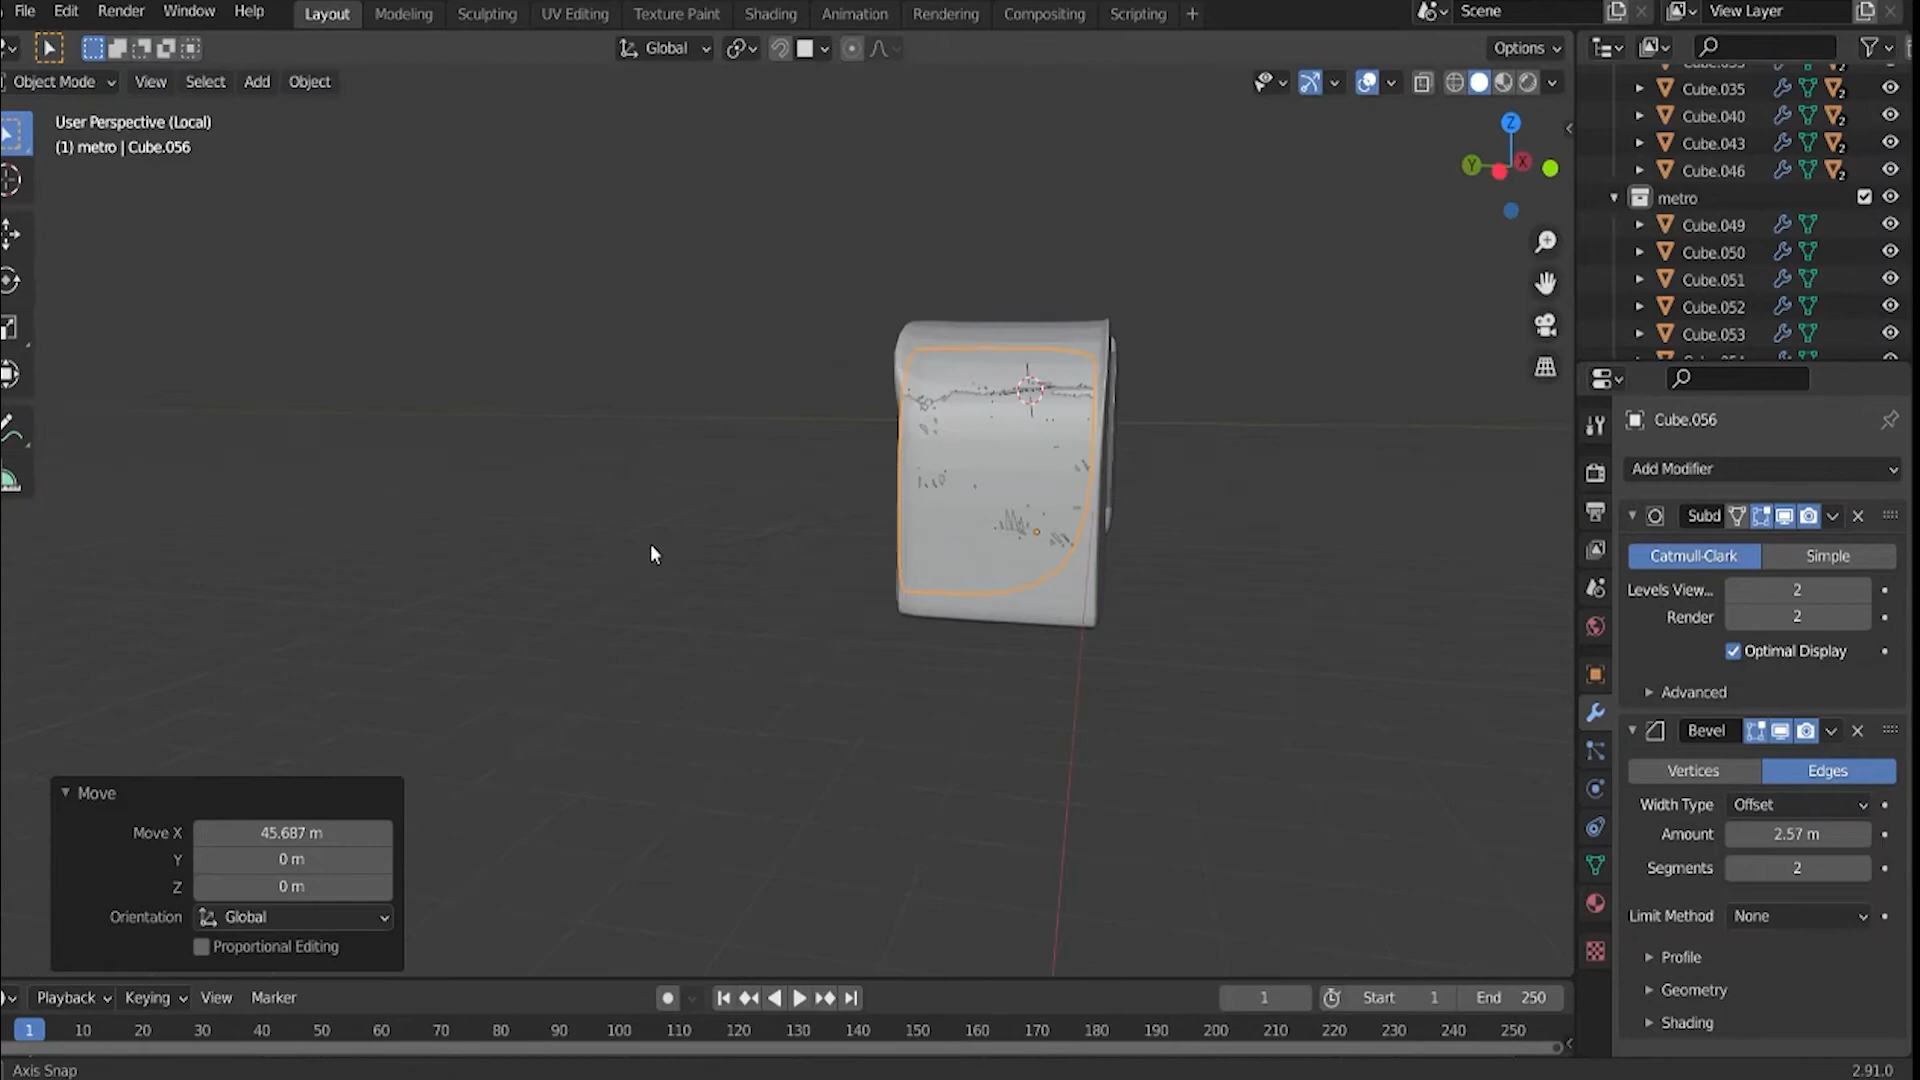 File Edit Render Window Help Layout Modeling Sculpting UV Editing Texture Paint Shading Animation Rendering Compositing Scripting + Scene View Layer
Global Options
Object Mode View Select Add Object
User Perspective (Local)
(1) metro | Cube.056
Z
Y X
Cube.035 2
Cube.040 2
Cube.043 2
Cube.046 2
metro
Cube.049
Cube.050
Cube.051
Cube.052
Cube.053
Cube.056
Add Modifier
Subd
Catmull-Clark Simple
Levels View... 2
Render 2
Optimal Display
Advanced
Bevel
Vertices Edges
Width Type Offset
Amount 2.57 m
Segments 2
Limit Method None
Profile
Geometry
Shading
Move
Move X 45.687 m
Y 0 m
Z 0 m
Orientation Global
Proportional Editing
Playback Keying View Marker 1 Start 1 End 250
1 10 20 30 40 50 60 70 80 90 100 110 120 130 140 150 160 170 180 190 200 210 220 230 240 250
Axis Snap 2.91.0